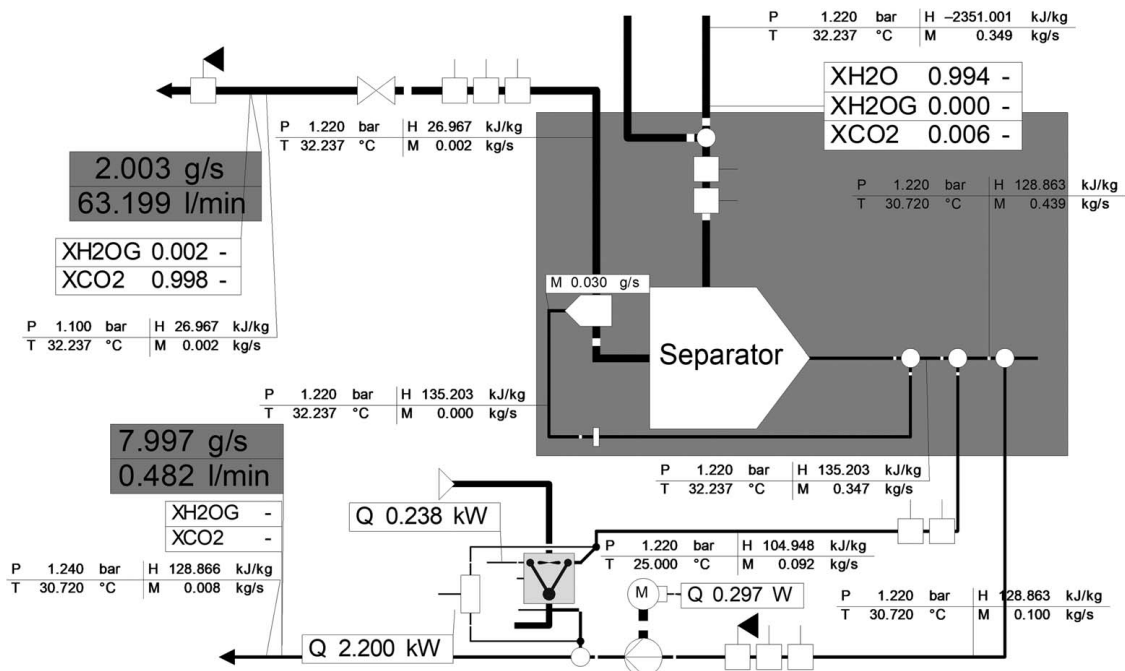 P 1.220 bar H –2351.001 kJ/kg
T 32.237 °C M 0.349 kg/s
XH2O 0.994 -
XH2OG 0.000 -
XCO2 0.006 -
P 1.220 bar H 26.967 kJ/kg
T 32.237 °C M 0.002 kg/s
2.003 g/s
63.199 l/min
P 1.220 bar H 128.863 kJ/kg
T 30.720 °C M 0.439 kg/s
XH2OG 0.002 -
XCO2 0.998 -
M 0.030 g/s
P 1.100 bar H 26.967 kJ/kg
T 32.237 °C M 0.002 kg/s
Separator
P 1.220 bar H 135.203 kJ/kg
T 32.237 °C M 0.000 kg/s
7.997 g/s
0.482 l/min
P 1.220 bar H 135.203 kJ/kg
T 32.237 °C M 0.347 kg/s
XH2OG -
XCO2 -
Q 0.238 kW
P 1.220 bar H 104.948 kJ/kg
T 25.000 °C M 0.092 kg/s
P 1.240 bar H 128.866 kJ/kg
T 30.720 °C M 0.008 kg/s
M
Q 0.297 W
P 1.220 bar H 128.863 kJ/kg
T 30.720 °C M 0.100 kg/s
Q 2.200 kW